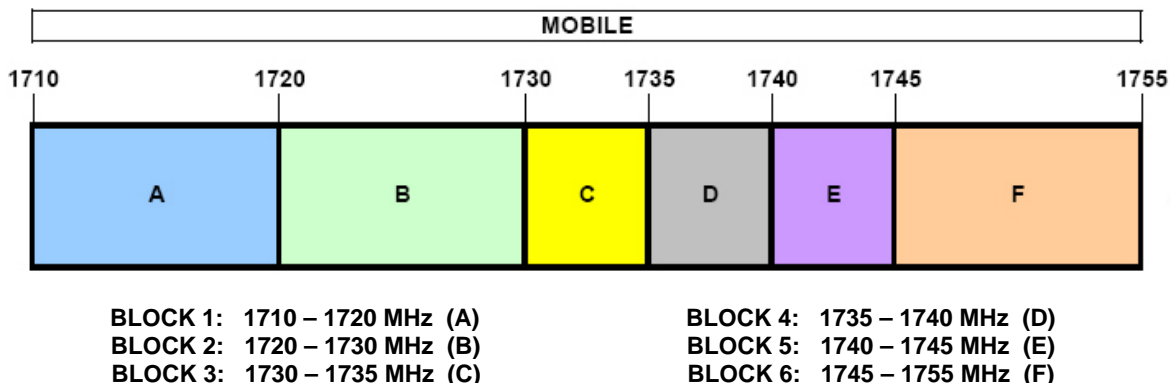 MOBILE
1710 1720 1730 1735 1740 1745 1755
A B C D E F
BLOCK 1: 1710 – 1720 MHz (A)
BLOCK 2: 1720 – 1730 MHz (B)
BLOCK 3: 1730 – 1735 MHz (C)
BLOCK 4: 1735 – 1740 MHz (D)
BLOCK 5: 1740 – 1745 MHz (E)
BLOCK 6: 1745 – 1755 MHz (F)